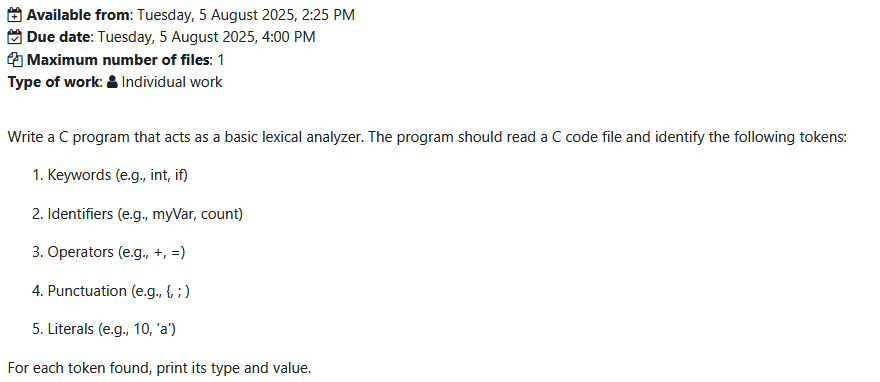 Available from: Tuesday, 5 August 2025, 2:25 PM
Due date: Tuesday, 5 August 2025, 4:00 PM
Maximum number of files: 1
Type of work: Individual work
Write a C program that acts as a basic lexical analyzer. The program should read a C code file and identify the following tokens:
1. Keywords (e.g., int, if)
2. Identifiers (e.g., myVar, count)
3. Operators (e.g., +, =)
4. Punctuation (e.g., {, ; )
5. Literals (e.g., 10, 'a')
For each token found, print its type and value.